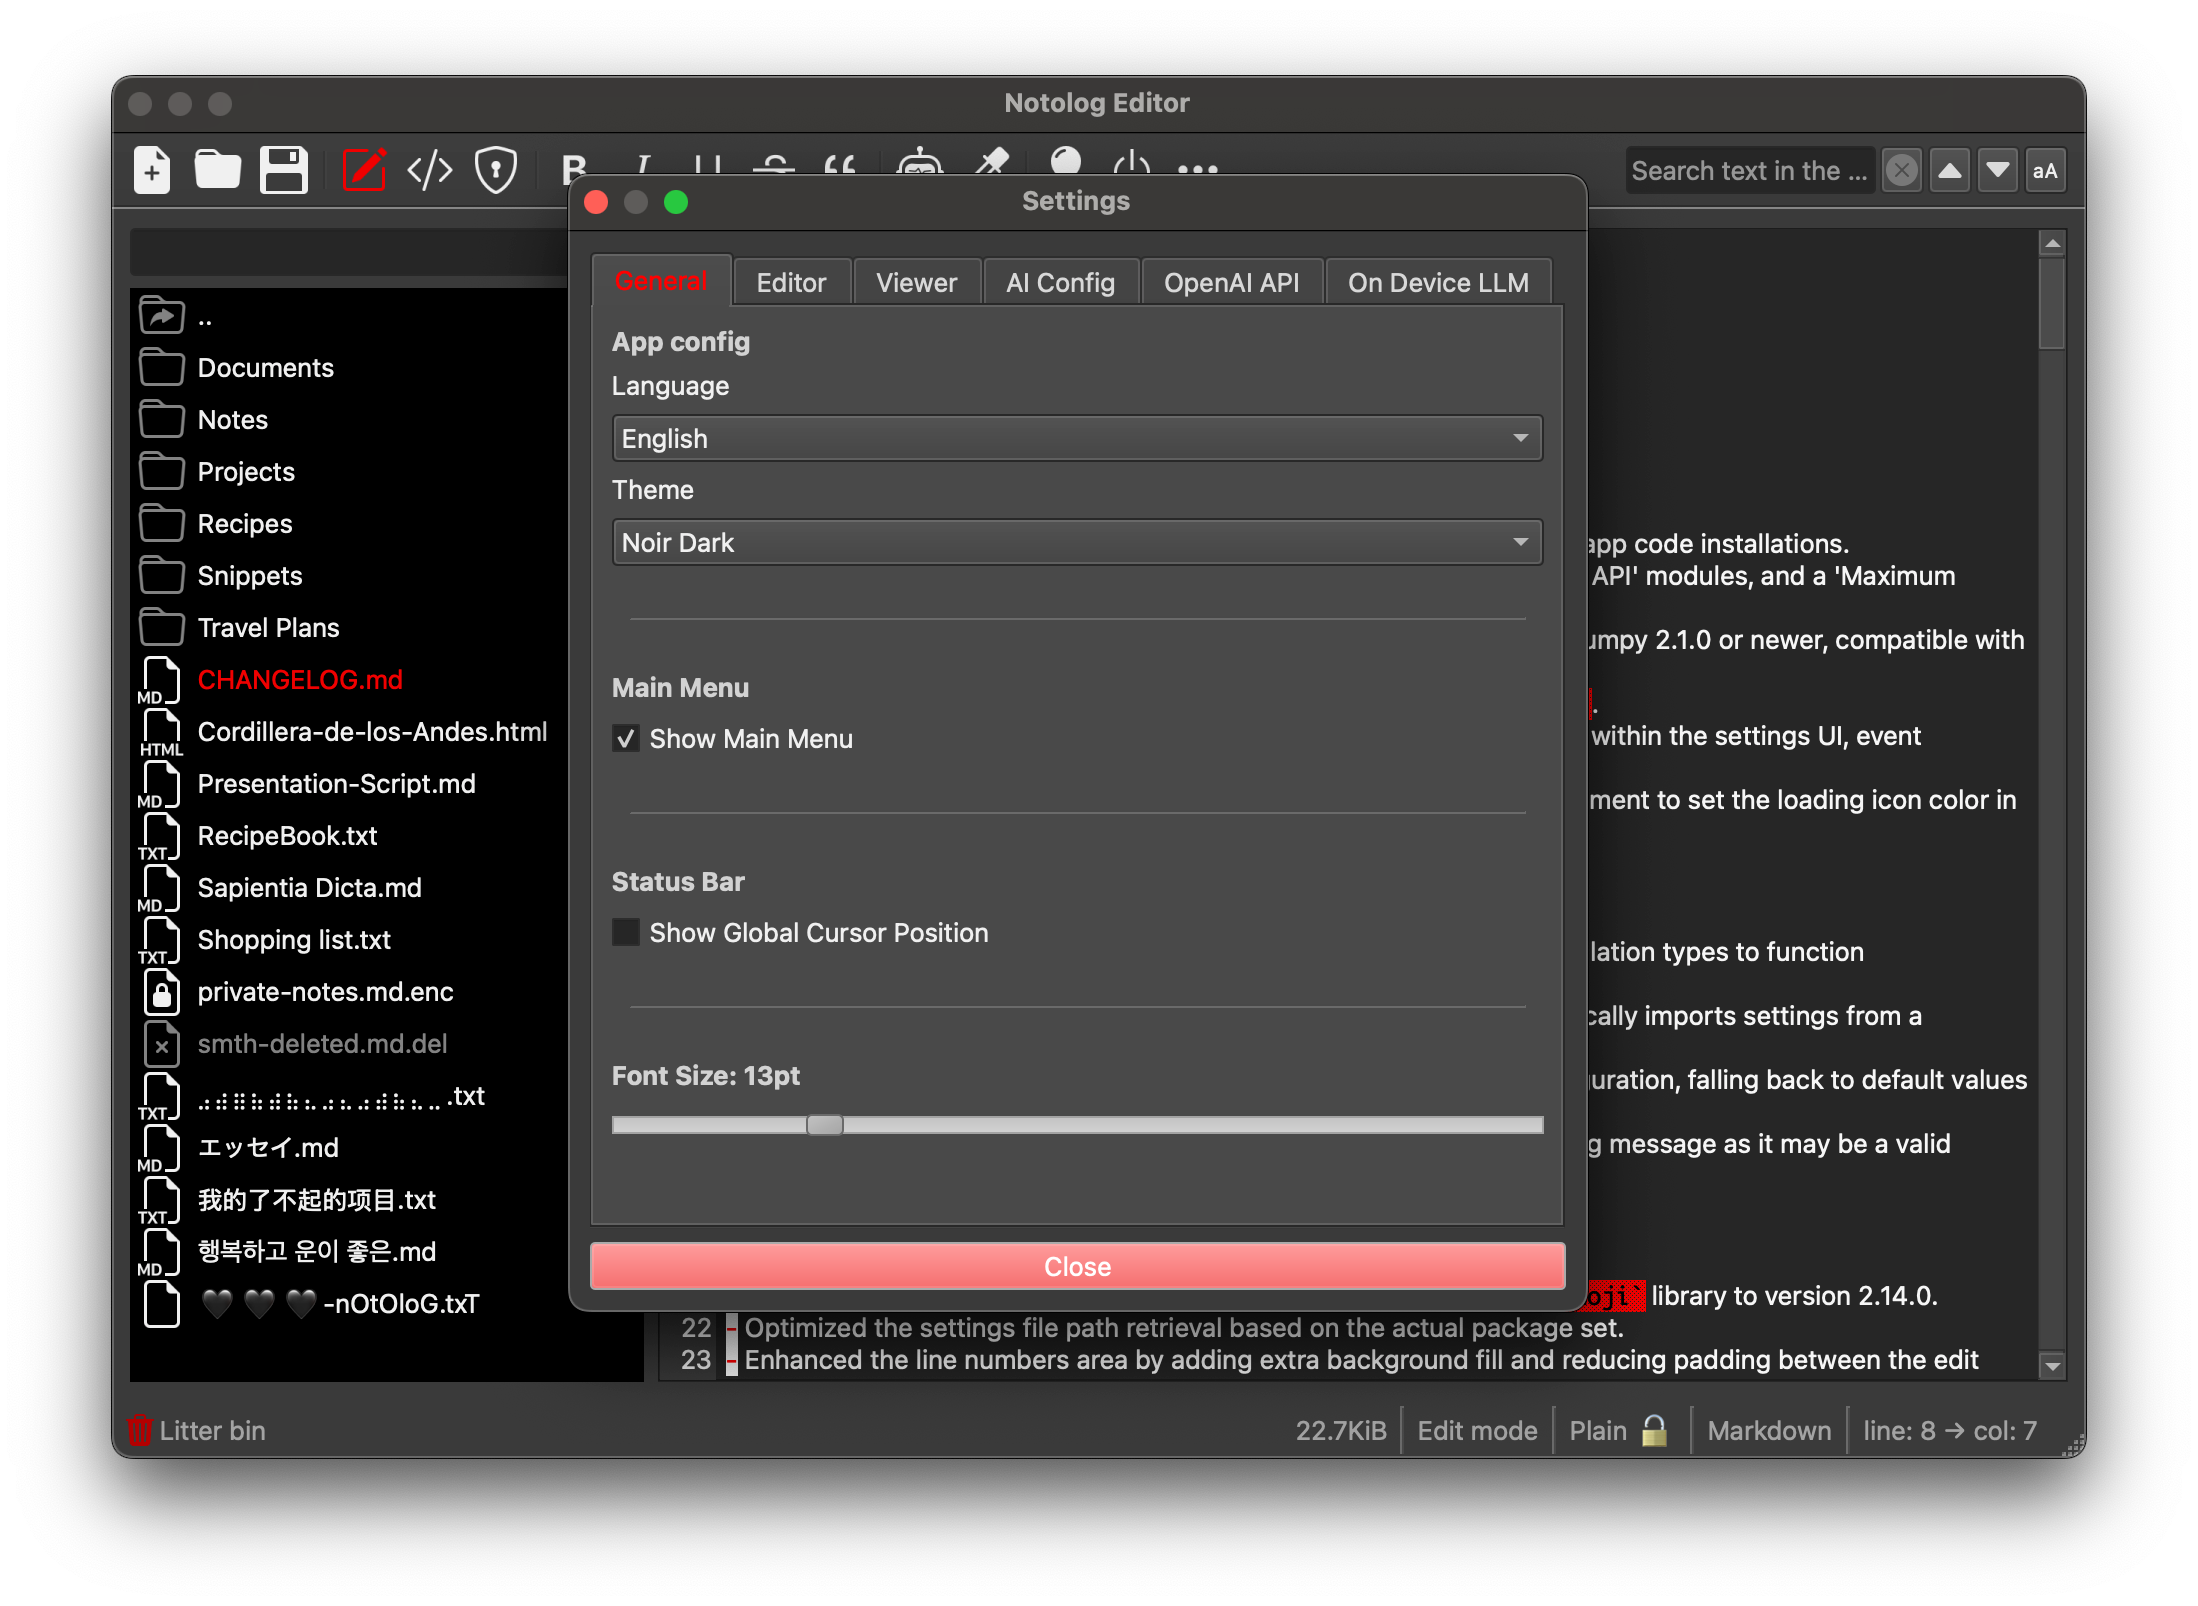 Notolog Editor
B I U
Search text in the ...
aA
Settings
General
Editor
Viewer
AI Config
OpenAI API
On Device LLM
App config
Language
English
Theme
Noir Dark
Main Menu
Show Main Menu
Status Bar
Show Global Cursor Position
Font Size: 13pt
Close
..
Documents
Notes
Projects
Recipes
Snippets
Travel Plans
MD CHANGELOG.md
HTML Cordillera-de-los-Andes.html
MD Presentation-Script.md
TXT RecipeBook.txt
MD Sapientia Dicta.md
TXT Shopping list.txt
private-notes.md.enc
smth-deleted.md.del
TXT .txt
MD エッセイ.md
TXT 我的了不起的项目.txt
MD 행복하고 운이 좋은.md
🖤 🖤 🖤 -nOtOloG.txT
app code installations.
API' modules, and a 'Maximum
2.1.0 or newer, compatible with
.
within the settings UI, event
to set the loading icon color in
types to function
imports settings from a
falling back to default values
message as it may be a valid
oji` library to version 2.14.0.
22 - Optimized the settings file path retrieval based on the actual package set.
23 - Enhanced the line numbers area by adding extra background fill and reducing padding between the edit
Litter bin
22.7KiB
Edit mode
Plain 🔓
Markdown
line: 8 → col: 7